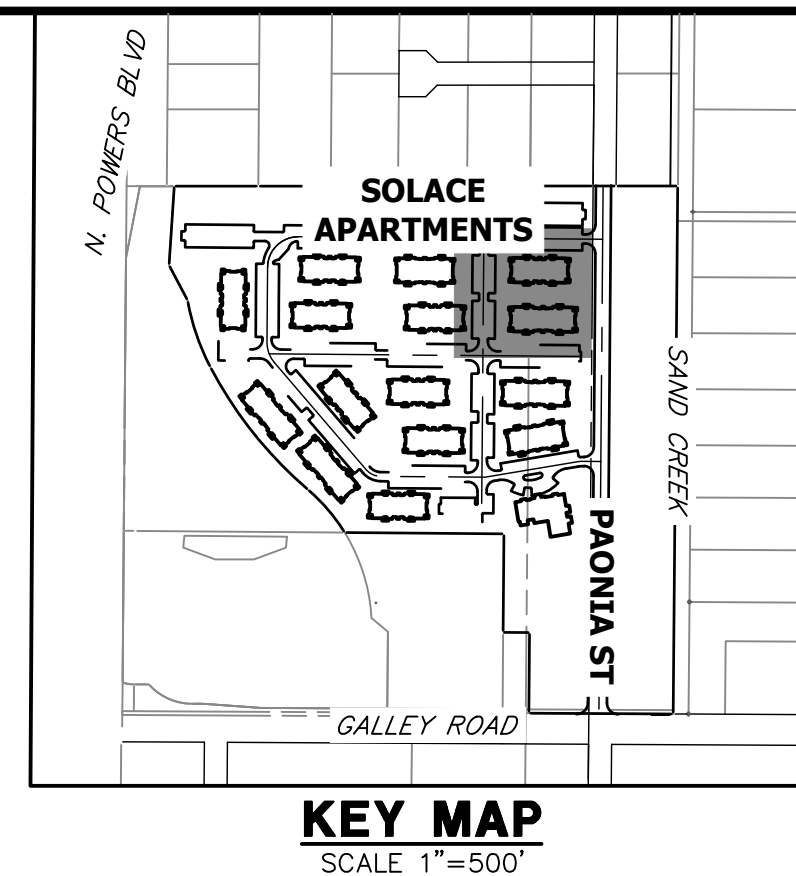 N. POWERS BLVD
SOLACE
APARTMENTS
SAND CREEK
PAONIA ST
GALLEY ROAD
KEY MAP
SCALE 1"=500'